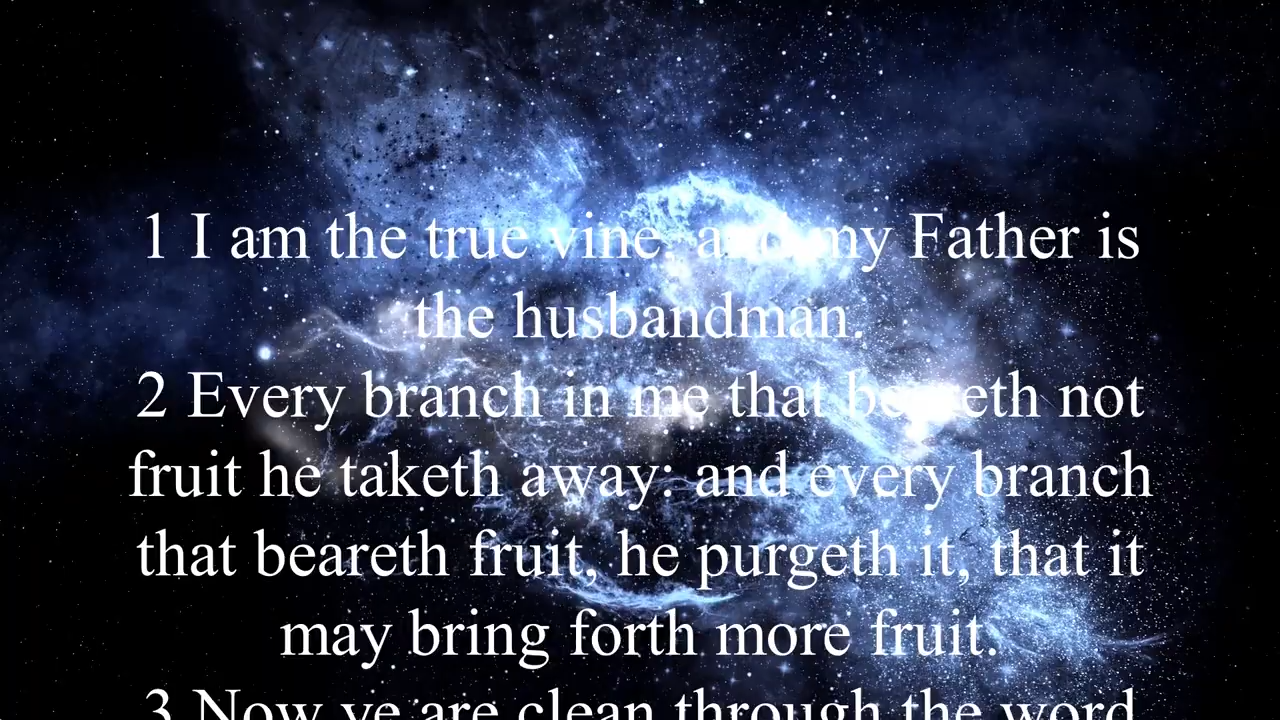 1 I am the true vine, and my Father is
the husbandman.
2 Every branch in me that beareth not
fruit he taketh away: and every branch
that beareth fruit, he purgeth it, that it
may bring forth more fruit.
3 Now ye are clean through the word